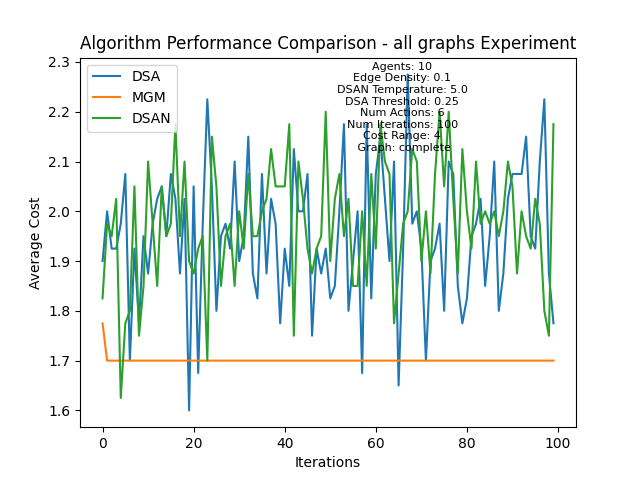 Algorithm Performance Comparison - all graphs Experiment
DSA
MGM
DSAN
Agents: 10
Edge Density: 0.1
DSAN Temperature: 5.0
DSA Threshold: 0.25
Num Actions: 6
Num Iterations: 100
Cost Range: 4
Graph: complete
Average Cost
2.3
2.2
2.1
2.0
1.9
1.8
1.7
1.6
0 20 40 60 80 100
Iterations